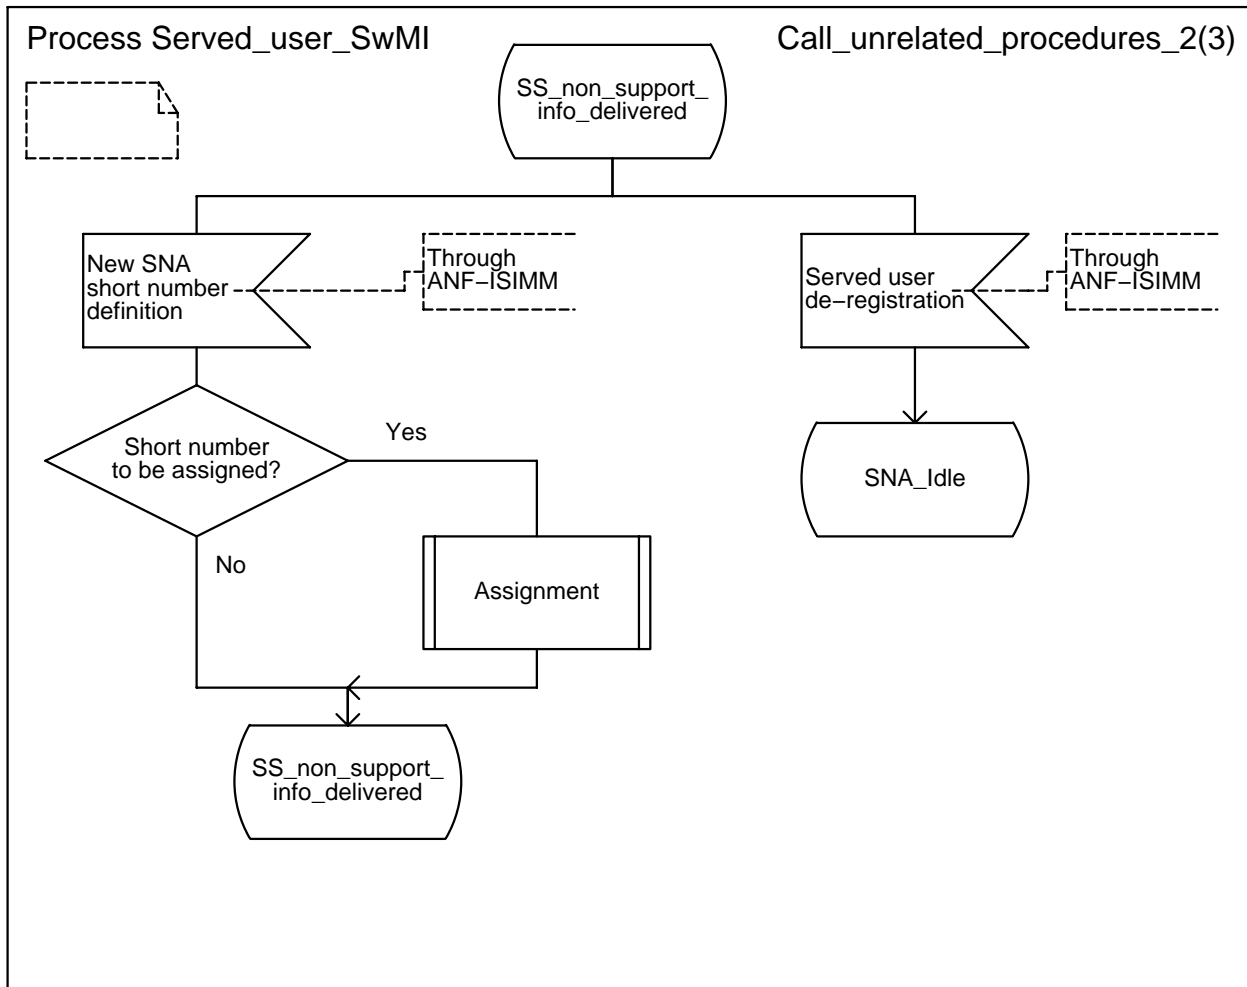 Process Served_user_SwMI
Call_unrelated_procedures_2(3)
SS_non_support_
info_delivered
New SNA
short number
definition
Through
ANF−ISIMM
Served user
de−registration
Through
ANF−ISIMM
Short number
to be assigned?
Yes
No
Assignment
SNA_Idle
SS_non_support_
info_delivered